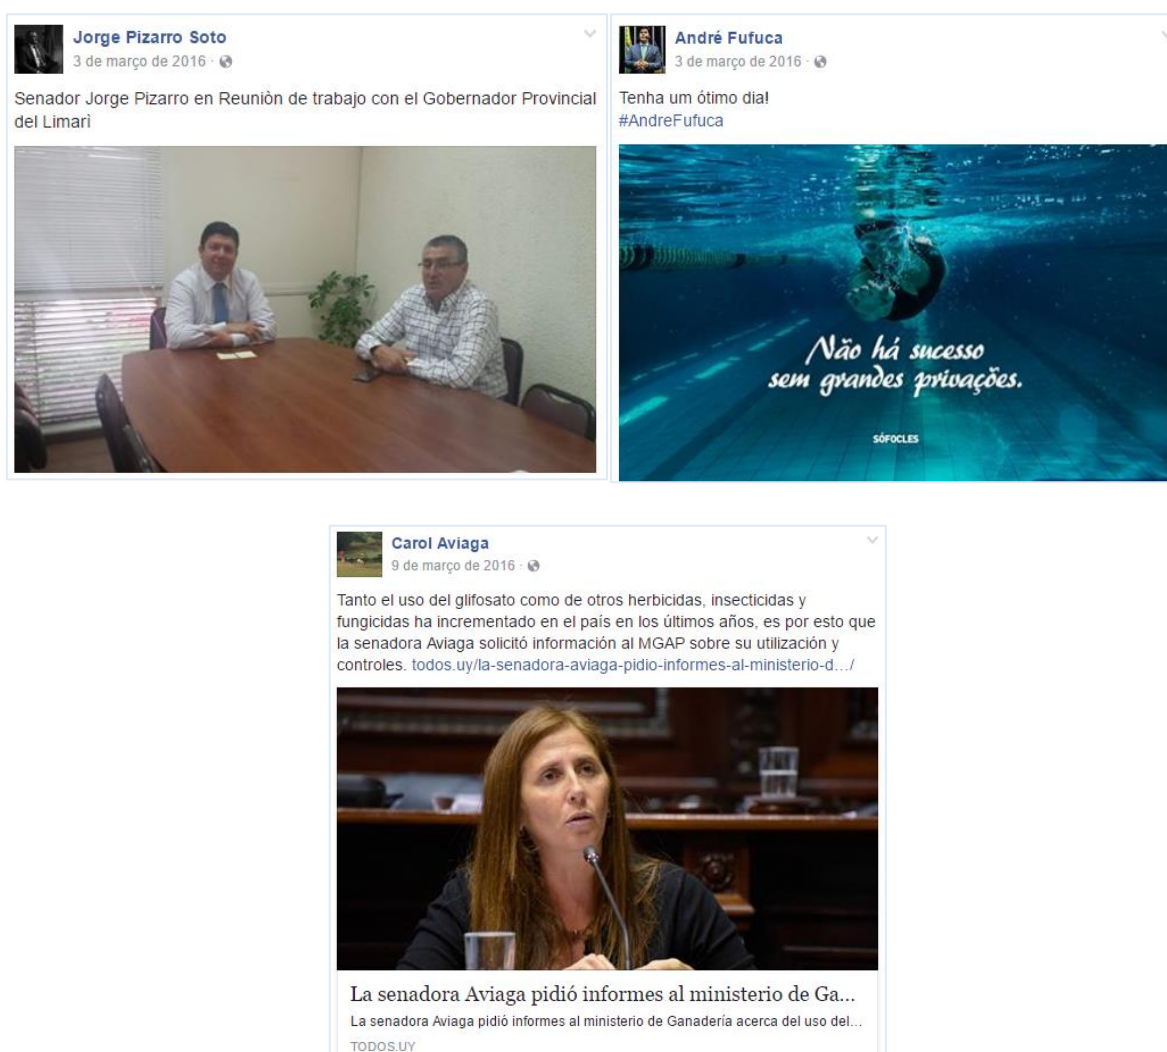 Jorge Pizarro Soto
3 de março de 2016 ·
Senador Jorge Pizarro en Reuniòn de trabajo con el Gobernador Provincial
del Limarì
André Fufuca
3 de março de 2016 ·
Tenha um ótimo dia!
#AndreFufuca
Não há sucesso
sem grandes privações.
SÓFOCLES
Carol Aviaga
9 de março de 2016 ·
Tanto el uso del glifosato como de otros herbicidas, insecticidas y
fungicidas ha incrementado en el país en los últimos años, es por esto que
la senadora Aviaga solicitó información al MGAP sobre su utilización y
controles. todos.uy/la-senadora-aviaga-pidio-informes-al-ministerio-d…/
La senadora Aviaga pidió informes al ministerio de Ga...
La senadora Aviaga pidió informes al ministerio de Ganadería acerca del uso del...
TODOS.UY